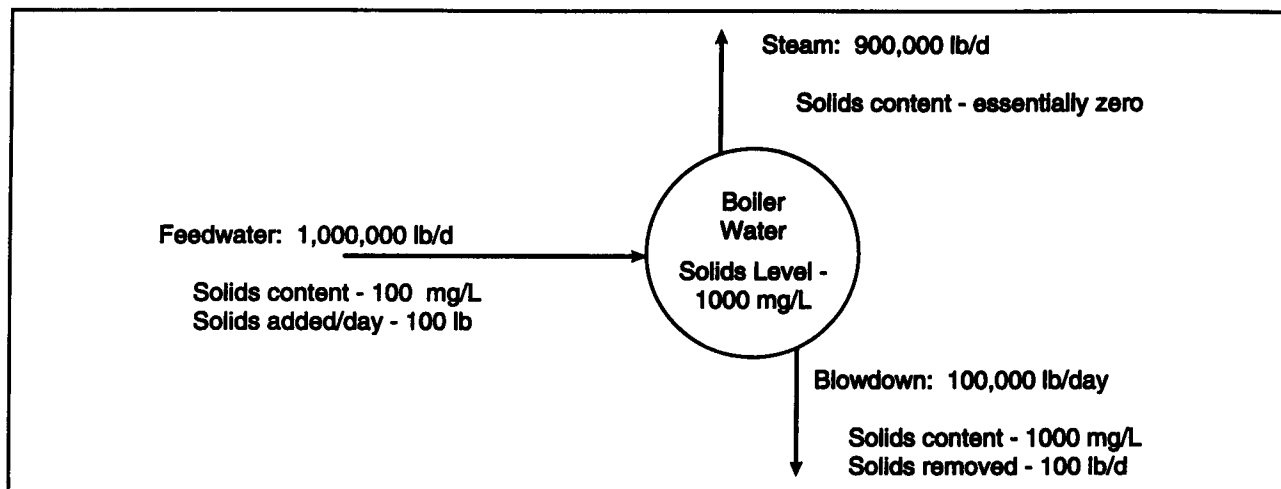 Steam: 900,000 lb/d
Solids content - essentially zero
Boiler
Water
Solids Level -
1000 mg/L
Feedwater: 1,000,000 lb/d
Solids content - 100 mg/L
Solids added/day - 100 lb
Blowdown: 100,000 lb/day
Solids content - 1000 mg/L
Solids removed - 100 lb/d